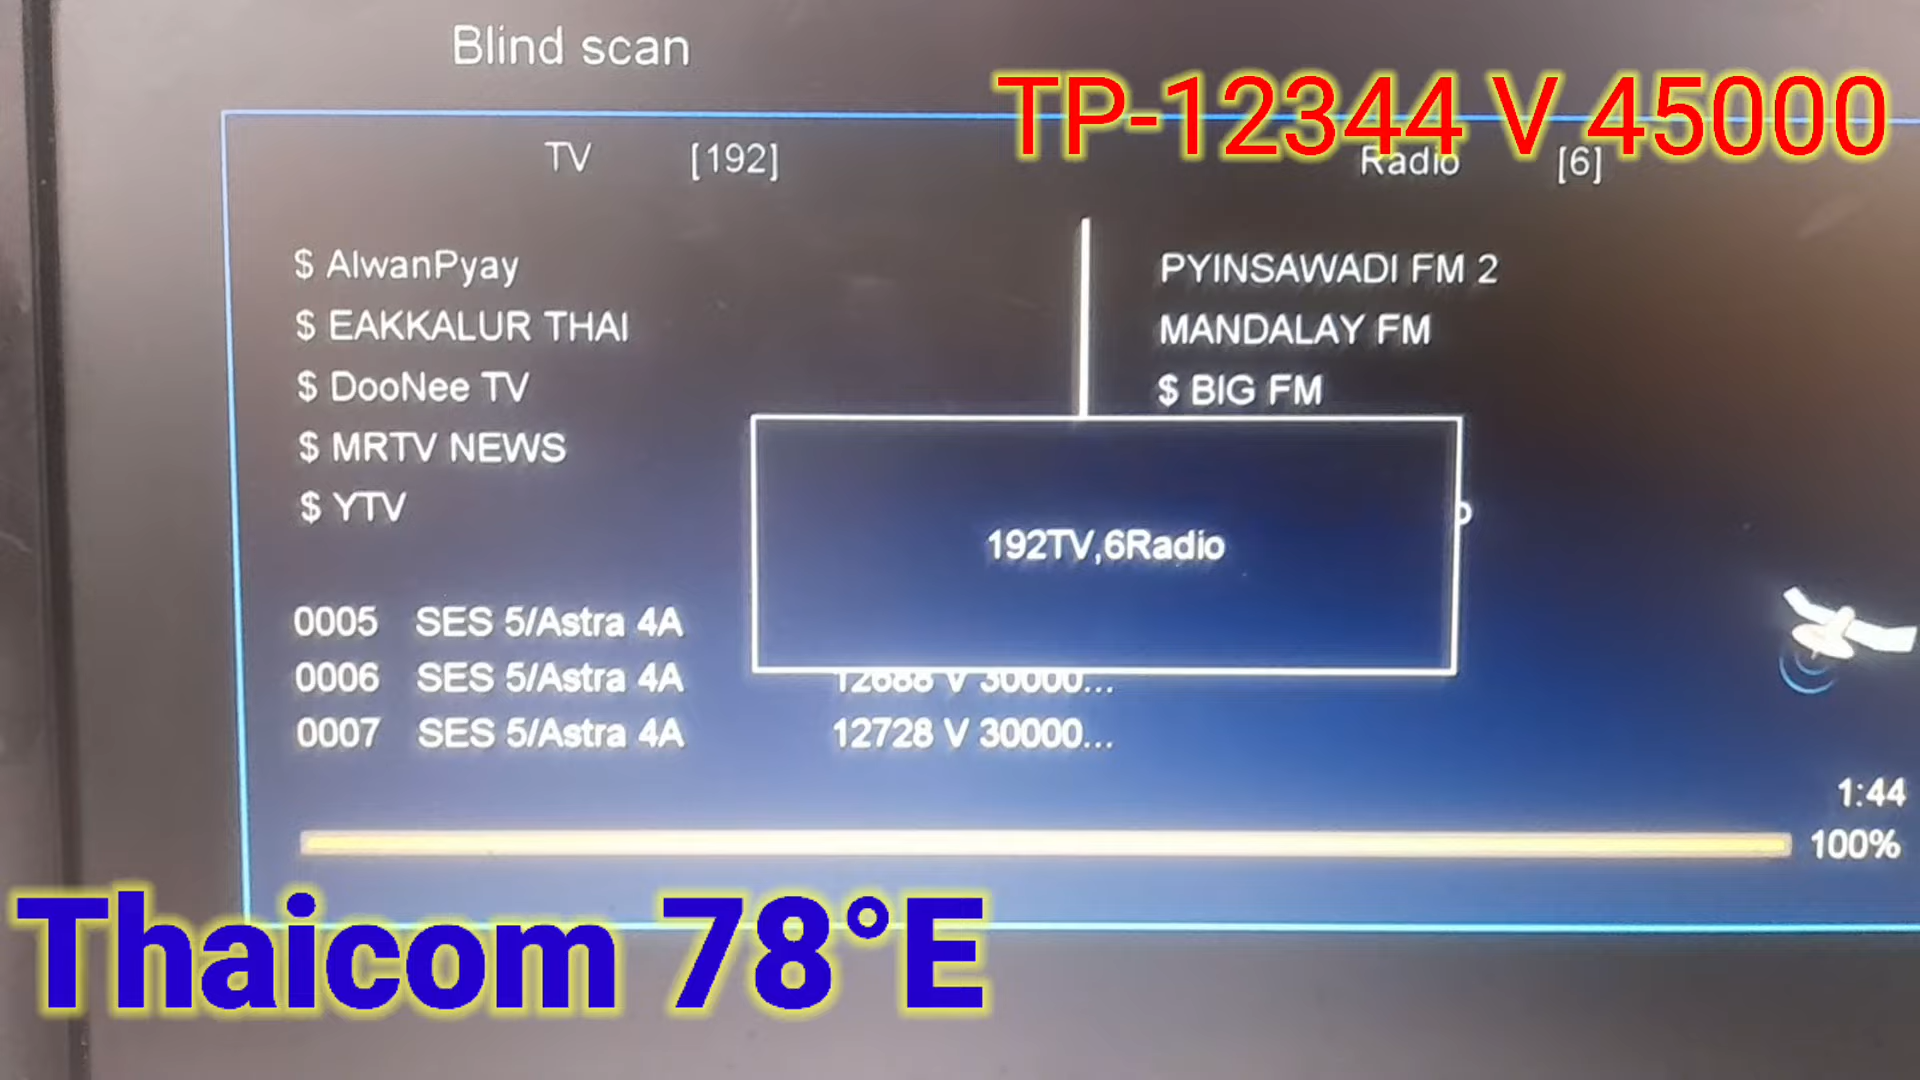 Blind scan
TP-12344 V 45000
TV [192] Radio [6]
$ AlwanPyay
$ EAKKALUR THAI
$ DooNee TV
$ MRTV NEWS
$ YTV
PYINSAWADI FM 2
MANDALAY FM
$ BIG FM
192TV,6Radio
0005 SES 5/Astra 4A
0006 SES 5/Astra 4A 12688 V 30000...
0007 SES 5/Astra 4A 12728 V 30000...
1:44
100%
Thaicom 78°E